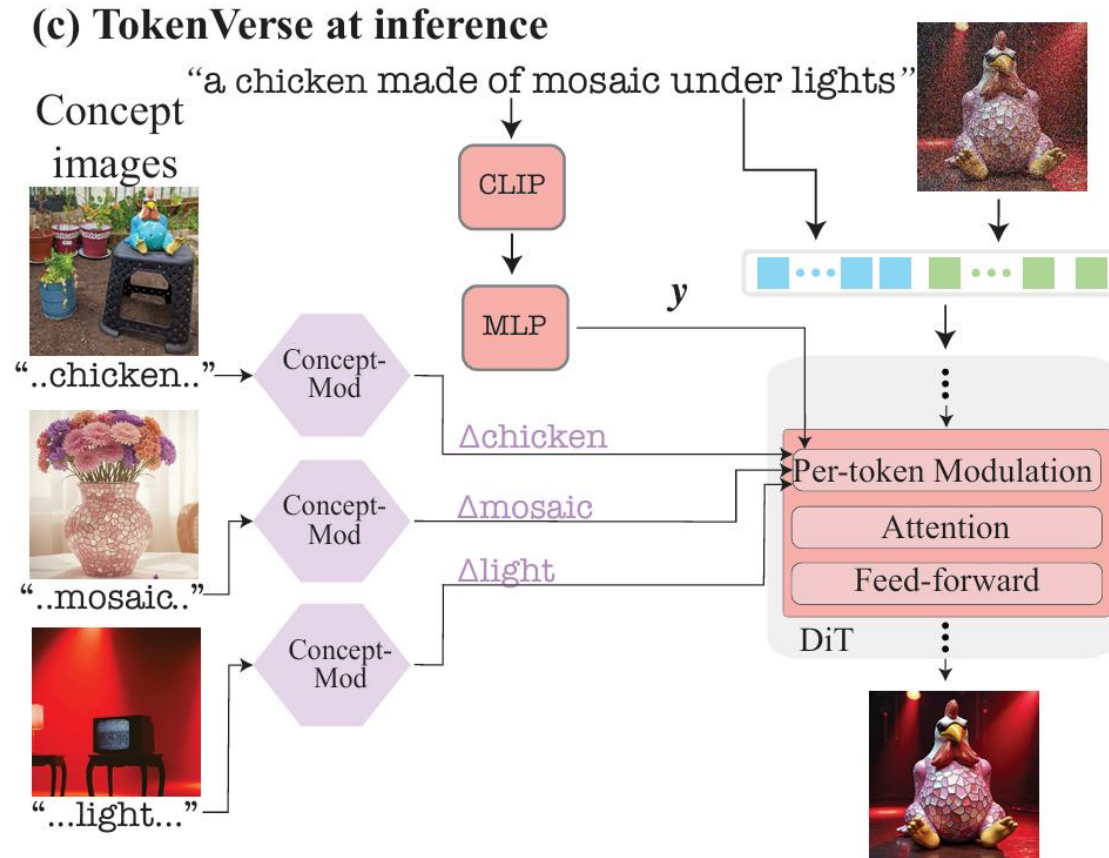 (c) TokenVerse at inference
“a chicken made of mosaic under lights”
Concept
images
CLIP
MLP
y
“..chicken..”
Concept-
Mod
Δchicken
“..mosaic..”
Concept-
Mod
Δmosaic
“...light...”
Concept-
Mod
Δlight
Per-token Modulation
Attention
Feed-forward
DiT